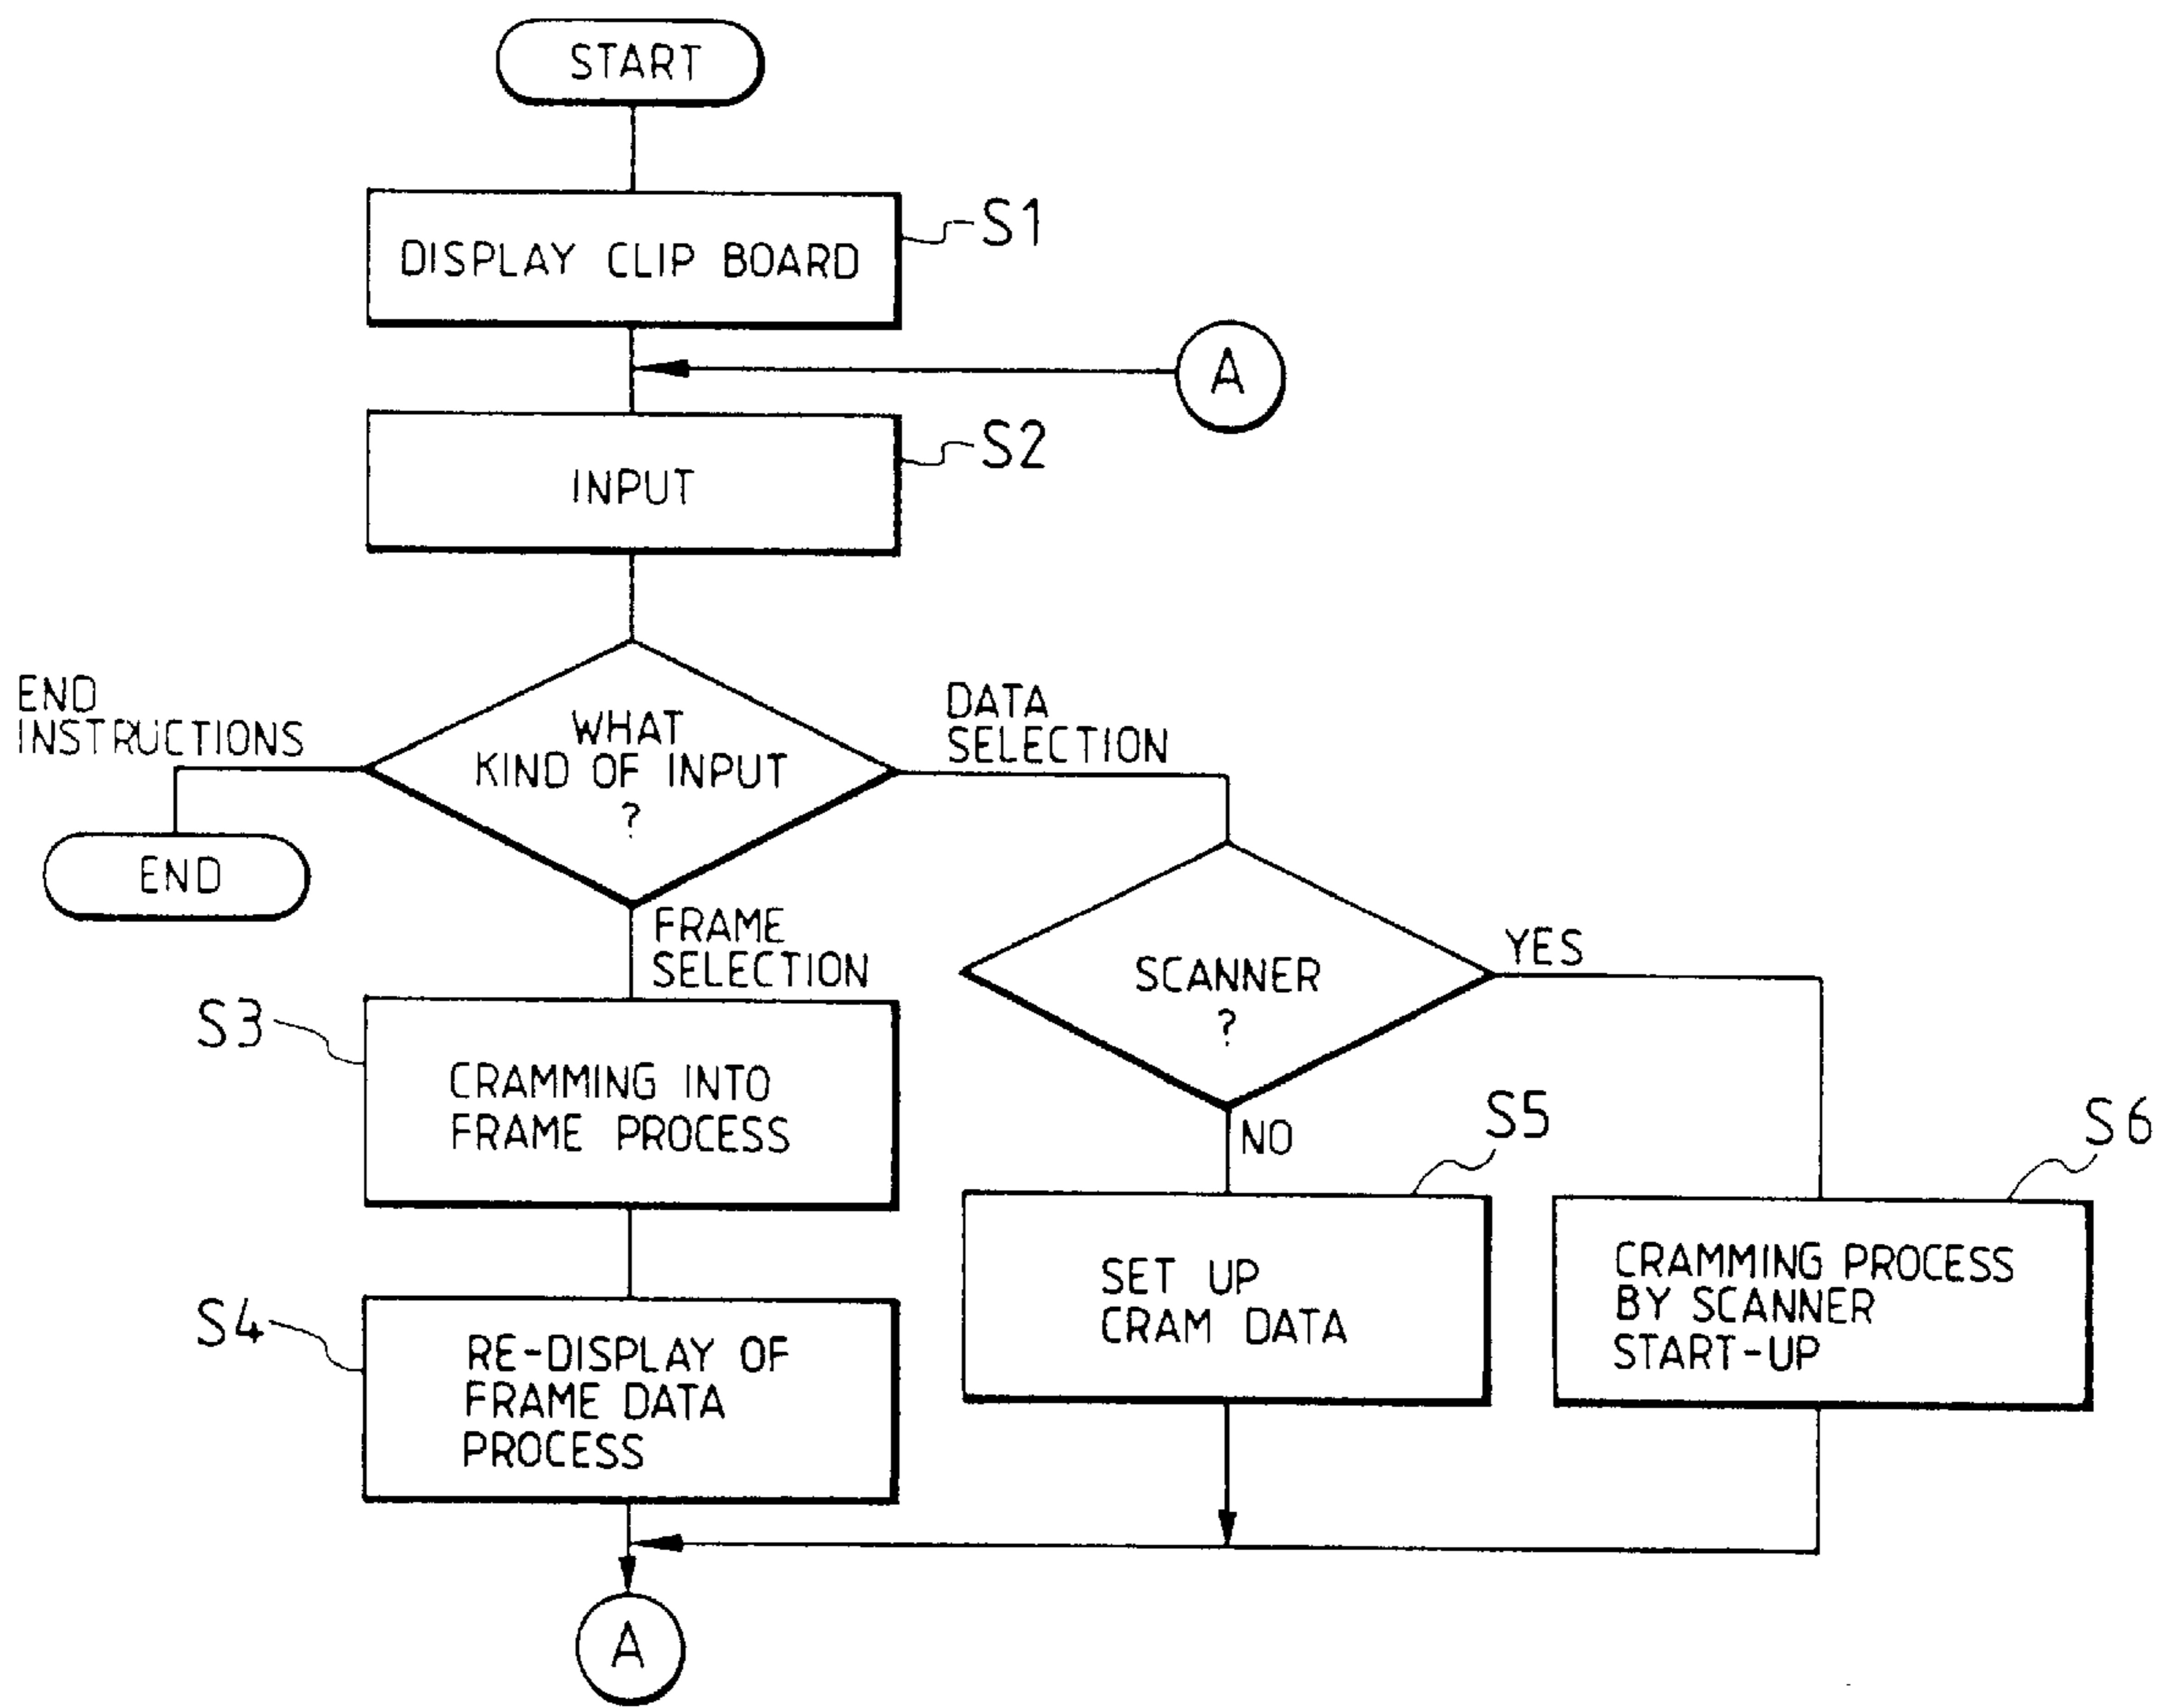 START
DISPLAY CLIP BOARD
S1
A
INPUT
S2
WHAT
KIND OF INPUT
?
END
INSTRUCTIONS
END
DATA
SELECTION
FRAME
SELECTION
SCANNER
?
YES
NO
S3
CRAMMING INTO
FRAME PROCESS
S4
RE-DISPLAY OF
FRAME DATA
PROCESS
S5
SET UP
CRAM DATA
S6
CRAMMING PROCESS
BY SCANNER
START-UP
A